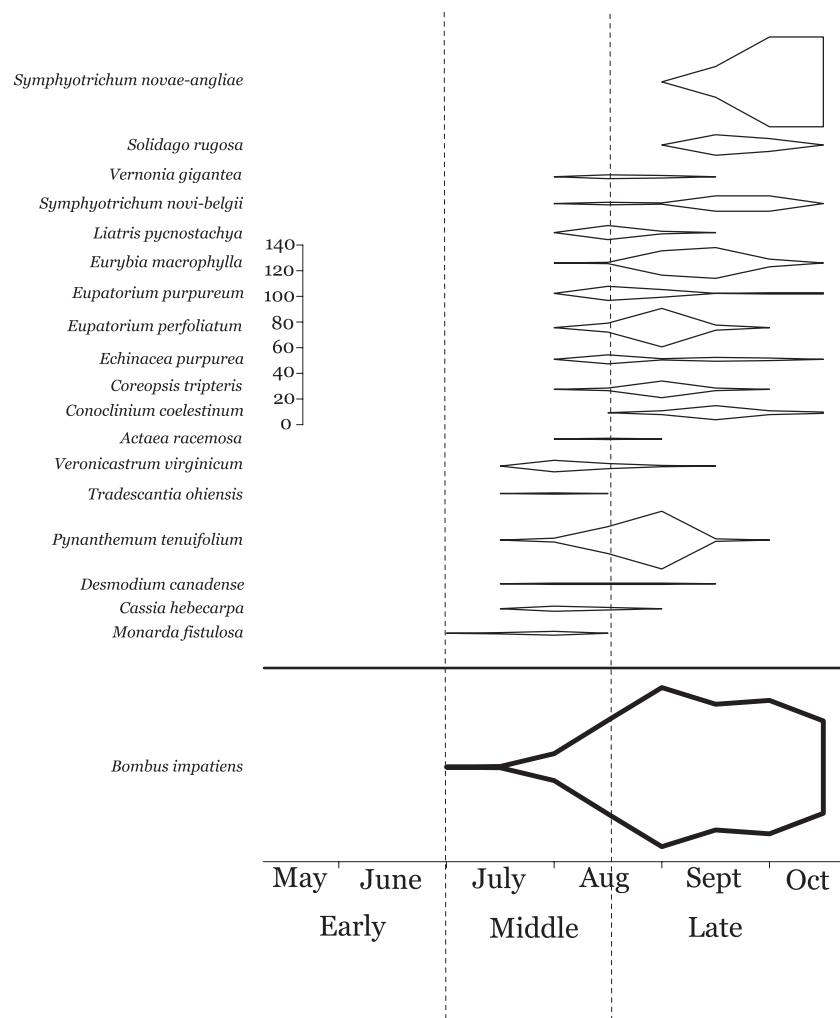 Symphyotrichum novae-angliae
Solidago rugosa
Vernonia gigantea
Symphyotrichum novi-belgii
Liatris pycnostachya
140
Eurybia macrophylla
120
Eupatorium purpureum
100
Eupatorium perfoliatum
80
60
Echinacea purpurea
40
Coreopsis tripteris
20
Conoclinium coelestinum
0
Actaea racemosa
Veronicastrum virginicum
Tradescantia ohiensis
Pynanthemum tenuifolium
Desmodium canadense
Cassia hebecarpa
Monarda fistulosa
Bombus impatiens
May June July Aug Sept Oct
Early Middle Late